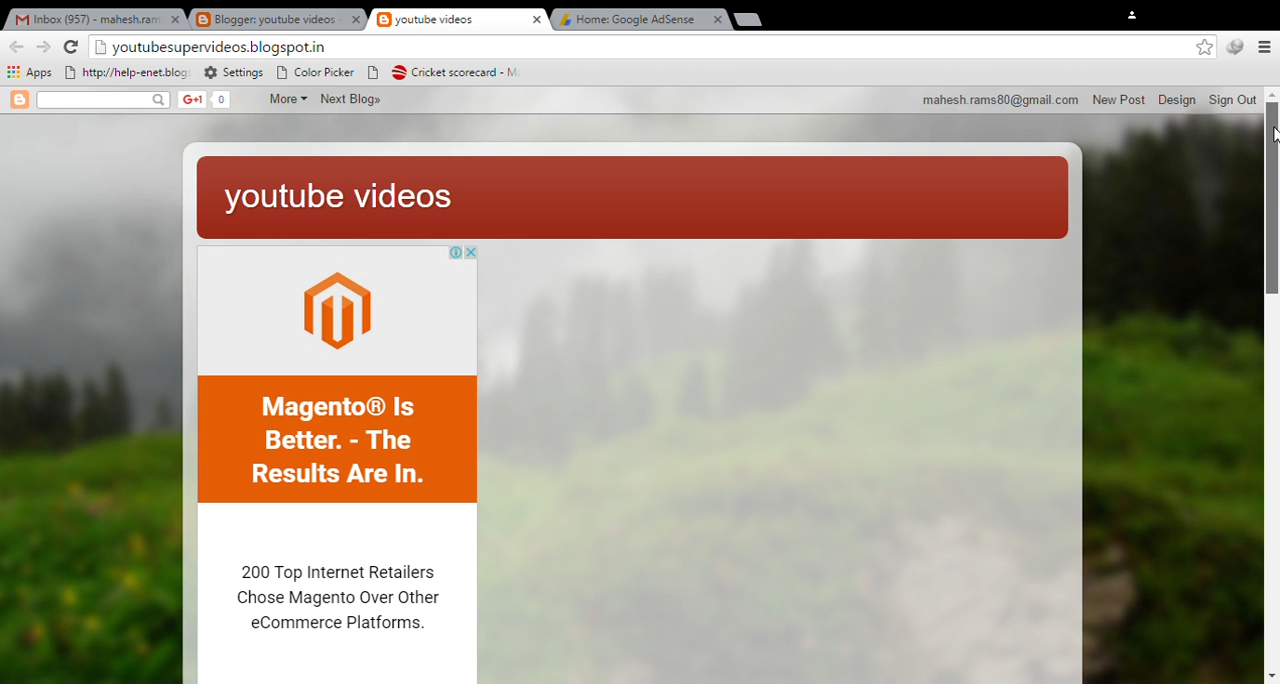 Inbox (957) - mahesh.ram
Blogger: youtube videos -
youtube videos
Home: Google AdSense
youtubesupervideos.blogspot.in
Apps
http://help-enet.blogs
Settings
Color Picker
Cricket scorecard - M
G+1
0
More
Next Blog»
mahesh.rams80@gmail.com
New Post
Design
Sign Out
youtube videos
Magento® Is
Better. - The
Results Are In.
200 Top Internet Retailers
Chose Magento Over Other
eCommerce Platforms.